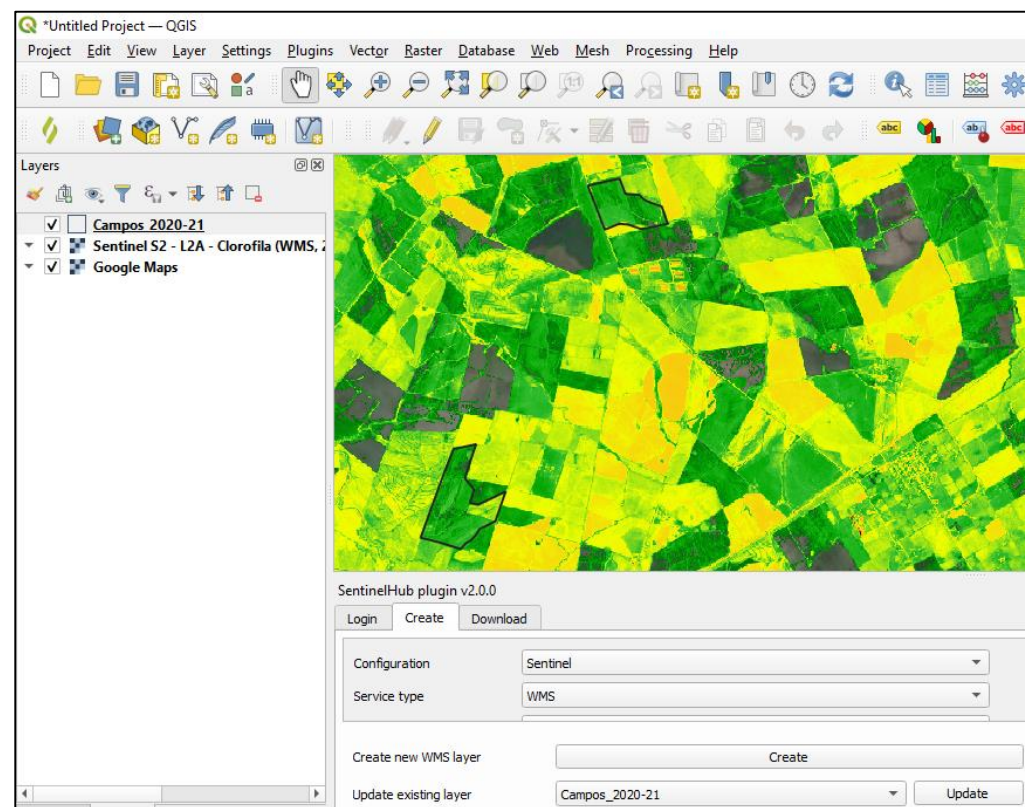 *Untitled Project — QGIS
Project Edit View Layer Settings Plugins Vector Raster Database Web Mesh Processing Help
Layers
Campos 2020-21
Sentinel S2 - L2A - Clorofila (WMS, 2
Google Maps
SentinelHub plugin v2.0.0
Login Create Download
Configuration Sentinel
Service type WMS
Create new WMS layer Create
Update existing layer Campos_2020-21 Update